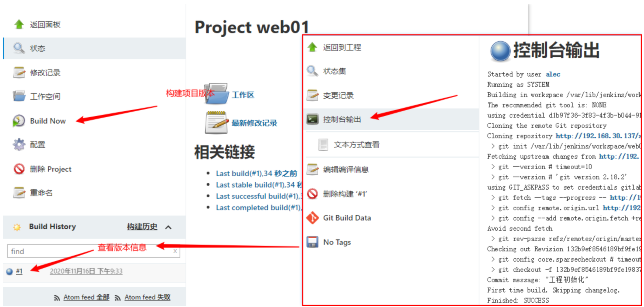 返回面板
状态
修改记录
工作空间
Build Now
配置
删除 Project
重命名
Build History
构建历史
find
x
#1
2020年11月16日 下午9:33
Atom feed 全部
Atom feed 失败
Project web01
构建项目版本
工作区
最新修改记录
相关链接
Last build(#1),34 秒之前
Last stable build(#1),34
Last successful build(#1),3
Last completed build(#1),
查看版本信息
返回到工程
状态集
变更记录
控制台输出
文本方式查看
编辑编译信息
删除构建 '#1'
Git Build Data
No Tags
控制台输出
Started by user alec
Running as SYSTEM
Building in workspace /var/lib/jenkins/work
The recommended git tool is: NONE
using credential
Cloning the remote Git repository
Cloning repository http://192.168.30.137/
> git init /var/lib/jenkins/workspace/web0
Fetching upstream changes from http://192.
> git --version # timeout=10
> git --version # 'git version 2.18.2'
using GIT_ASKPASS to set credentials gitlab
> git fetch --tags --progress -- http://1
> git config remote.origin.url http://192
> git config --add remote.origin.fetch +re
Avoid second fetch
> git rev-parse refs/remotes/origin/master
Checking out Revision
> git config core.sparsecheckout # timeout
> git checkout -f
Commit message: "工程初始化"
First time build. Skipping changelog.
Finished: SUCCESS